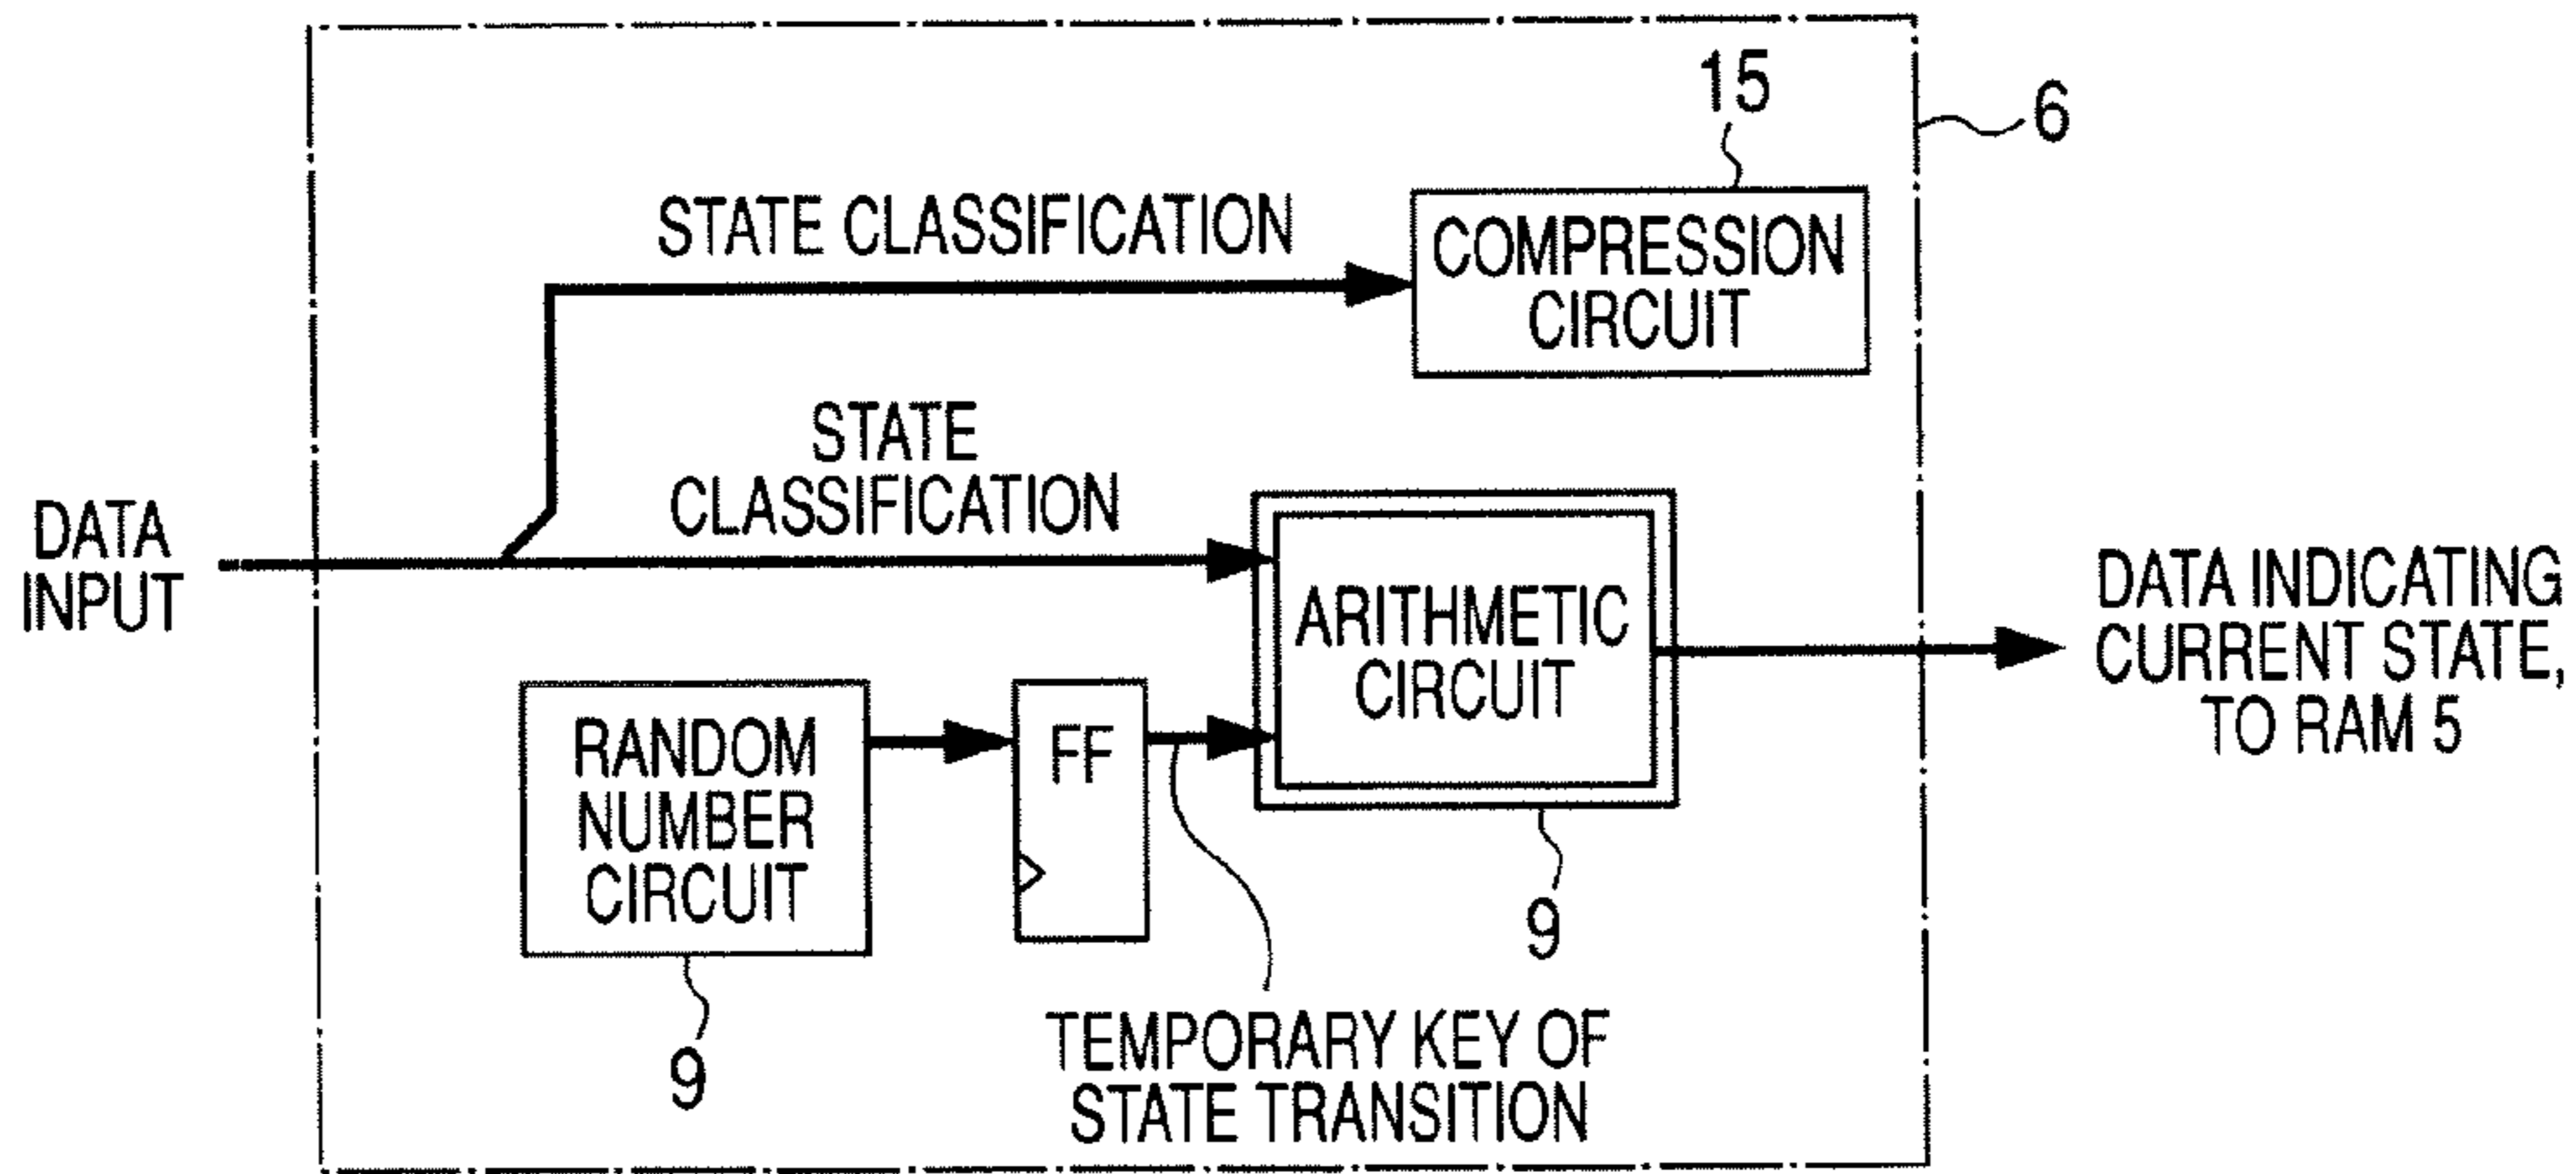 15
6
STATE CLASSIFICATION
COMPRESSION
CIRCUIT
STATE
CLASSIFICATION
DATA
INPUT
ARITHMETIC
CIRCUIT
DATA INDICATING
CURRENT STATE,
TO RAM 5
RANDOM
NUMBER
CIRCUIT
FF
9
9
TEMPORARY KEY OF
STATE TRANSITION